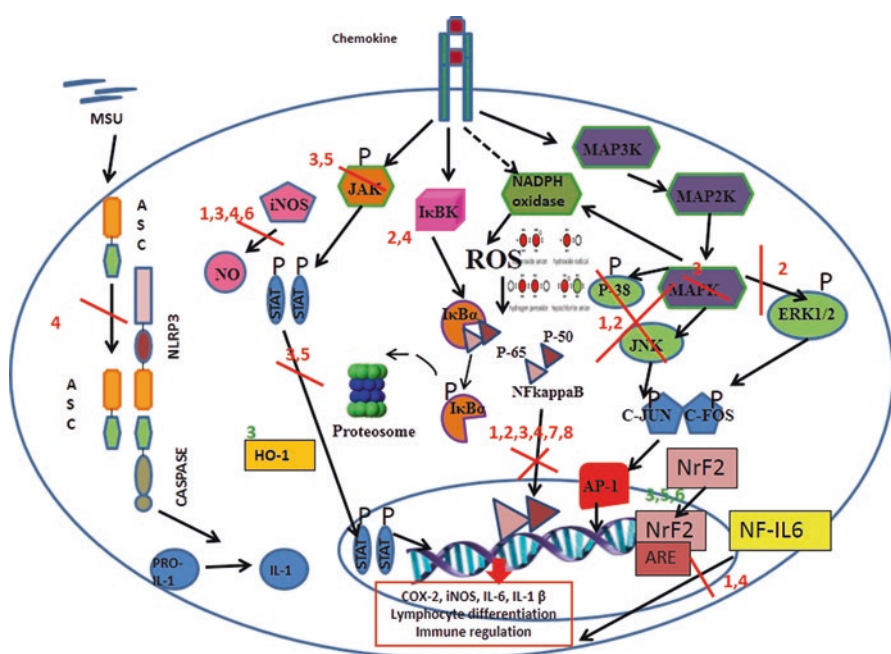 Chemokine
MSU
A
S
C
1,3,4,6
iNOS
NO
3,5
P
JAK
P
P
STAT
STAT
IκBK
2,4
NADPH
oxidase
MAP3K
MAP2K
ROS
hydrogen peroxide
P
P-38
3
MAPK
2
P
ERK1/2
1,2
JNK
4
NLRP3
A
S
C
CASPASE
3,5
IκBα
P-65
P-50
NFkappaB
Proteosome
P
IκBα
P
P
C-JUN
C-FOS
3
HO-1
1,2,3,4,7,8
AP-1
NrF2
3,5,6
NrF2
ARE
NF-IL6
1,4
P
P
STAT
STAT
PRO-
IL-1
IL-1
COX-2, iNOS, IL-6, IL-1 β
Lymphocyte differentiation
Immune regulation